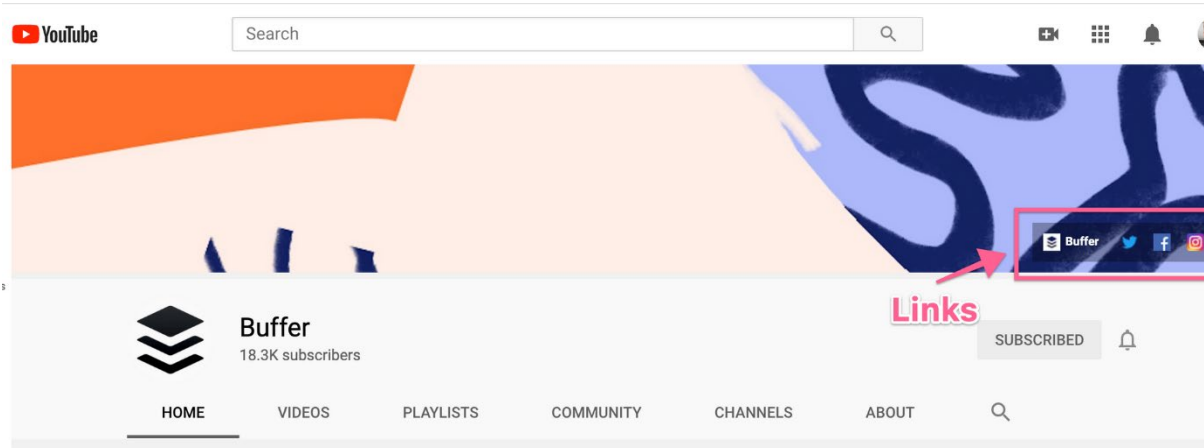 YouTube
Search
Buffer
Links
Buffer
18.3K subscribers
SUBSCRIBED
HOME VIDEOS PLAYLISTS COMMUNITY CHANNELS ABOUT